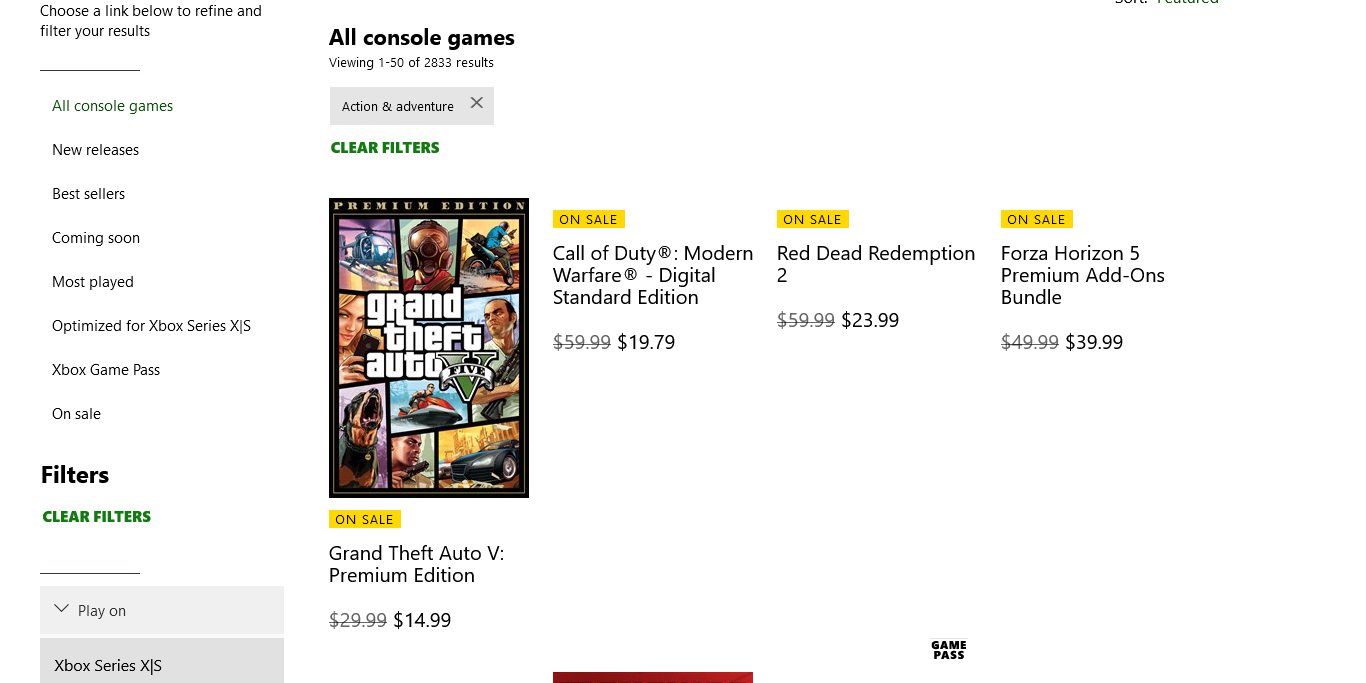 Choose a link below to refine and
filter your results
All console games
New releases
Best sellers
Coming soon
Most played
Optimized for Xbox Series X|S
Xbox Game Pass
On sale
Filters
CLEAR FILTERS
Play on
Xbox Series X|S
Sort: Featured
All console games
Viewing 1-50 of 2833 results
Action & adventure
CLEAR FILTERS
PREMIUM EDITION
grand
theft
auto
V
FIVE
ON SALE
Grand Theft Auto V:
Premium Edition
$29.99 $14.99
ON SALE
Call of Duty®: Modern
Warfare® - Digital
Standard Edition
$59.99 $19.79
ON SALE
Red Dead Redemption
2
$59.99 $23.99
ON SALE
Forza Horizon 5
Premium Add-Ons
Bundle
$49.99 $39.99
GAME
PASS